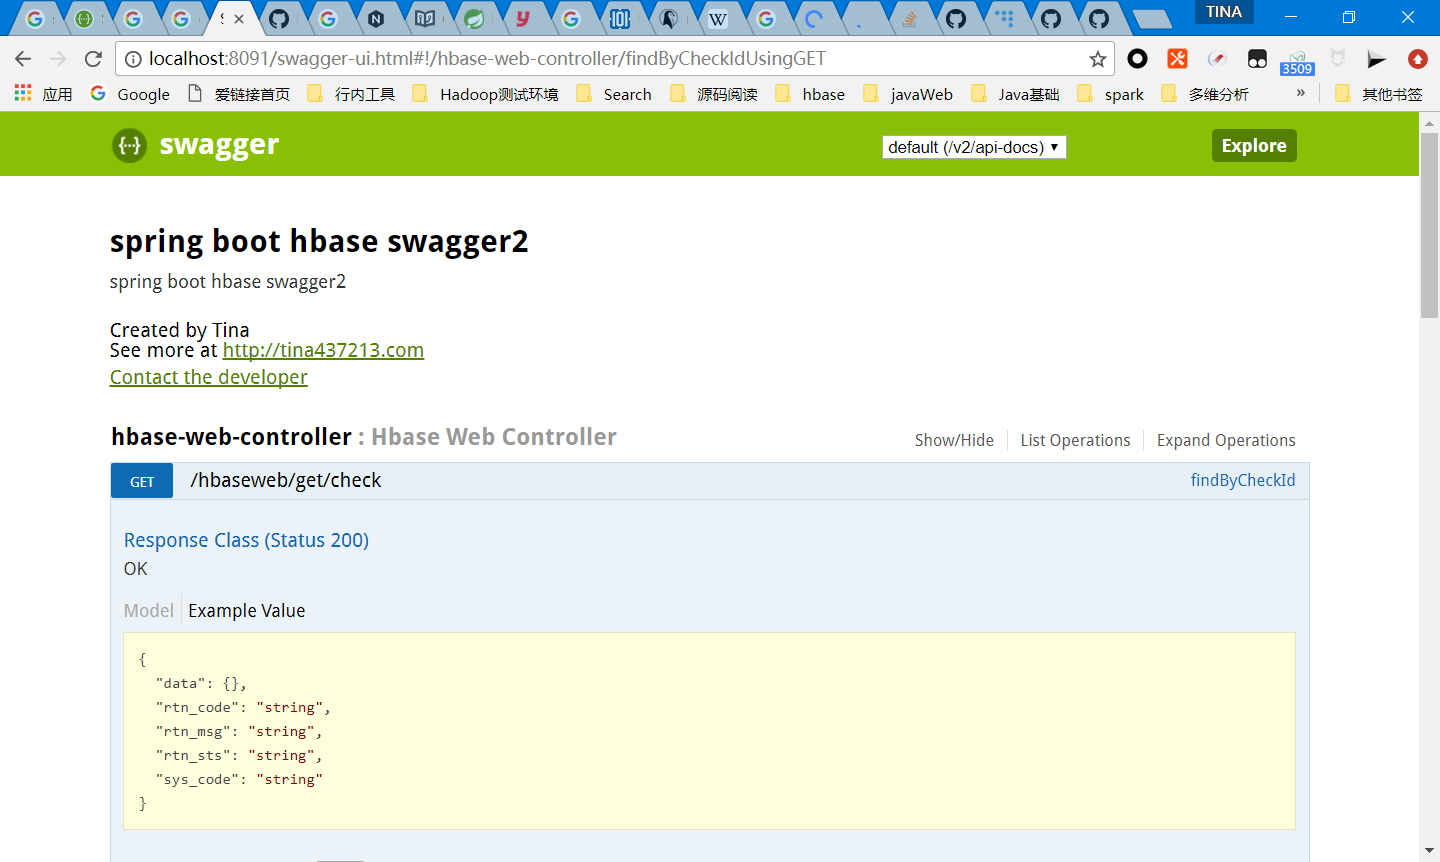 TINA
localhost:8091/swagger-ui.html#!/hbase-web-controller/findByCheckIdUsingGET
3509
应用 Google 爱链接首页 行内工具 Hadoop测试环境 Search 源码阅读 hbase javaWeb Java基础 spark 多维分析 » 其他书签
swagger
default (/v2/api-docs)
Explore
spring boot hbase swagger2
spring boot hbase swagger2
Created by Tina
See more at http://tina437213.com
Contact the developer
hbase-web-controller : Hbase Web Controller
Show/Hide List Operations Expand Operations
GET /hbaseweb/get/check findByCheckId
Response Class (Status 200)
OK
Model Example Value
{
"data": {},
"rtn_code": "string",
"rtn_msg": "string",
"rtn_sts": "string",
"sys_code": "string"
}